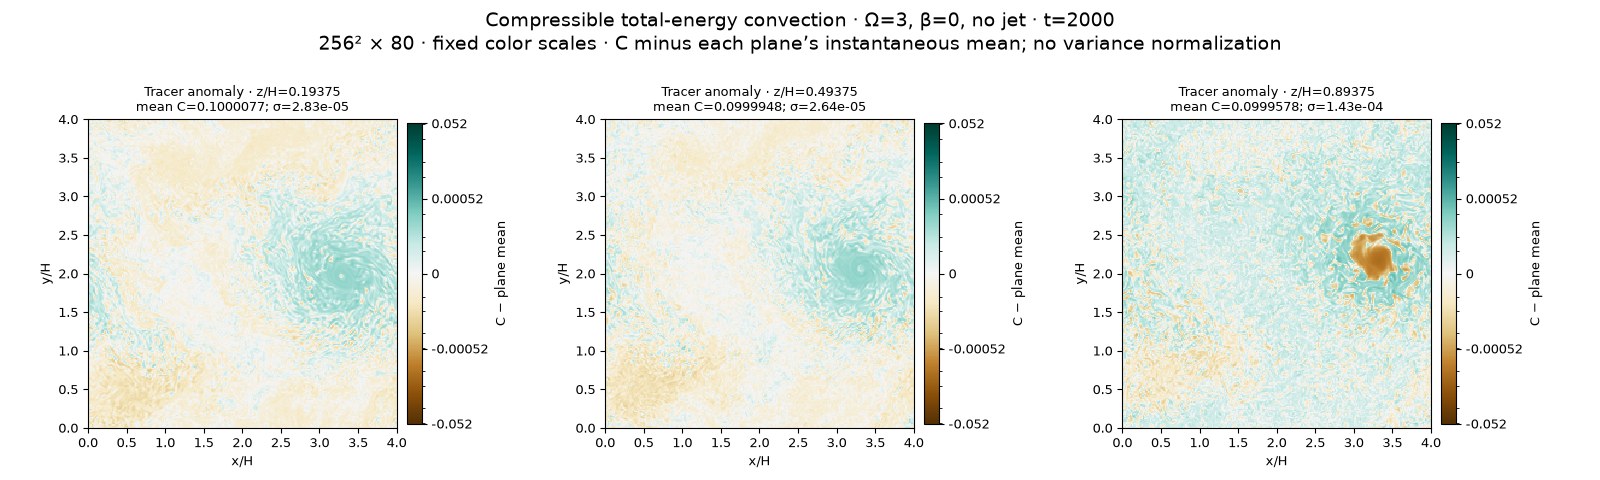 Compressible total-energy convection · Ω=3, β=0, no jet · t=2000
256² × 80 · fixed color scales · C minus each plane’s instantaneous mean; no variance normalization
Tracer anomaly · z/H=0.19375
mean C=0.1000077; σ=2.83e-05
4.0
3.5
3.0
2.5
2.0
1.5
1.0
0.5
0.0
y/H
0.0 0.5 1.0 1.5 2.0 2.5 3.0 3.5 4.0
x/H
0.052
0.00052
0
-0.00052
-0.052
C − plane mean
Tracer anomaly · z/H=0.49375
mean C=0.0999948; σ=2.64e-05
4.0
3.5
3.0
2.5
2.0
1.5
1.0
0.5
0.0
y/H
0.0 0.5 1.0 1.5 2.0 2.5 3.0 3.5 4.0
x/H
0.052
0.00052
0
-0.00052
-0.052
C − plane mean
Tracer anomaly · z/H=0.89375
mean C=0.0999578; σ=1.43e-04
4.0
3.5
3.0
2.5
2.0
1.5
1.0
0.5
0.0
y/H
0.0 0.5 1.0 1.5 2.0 2.5 3.0 3.5 4.0
x/H
0.052
0.00052
0
-0.00052
-0.052
C − plane mean